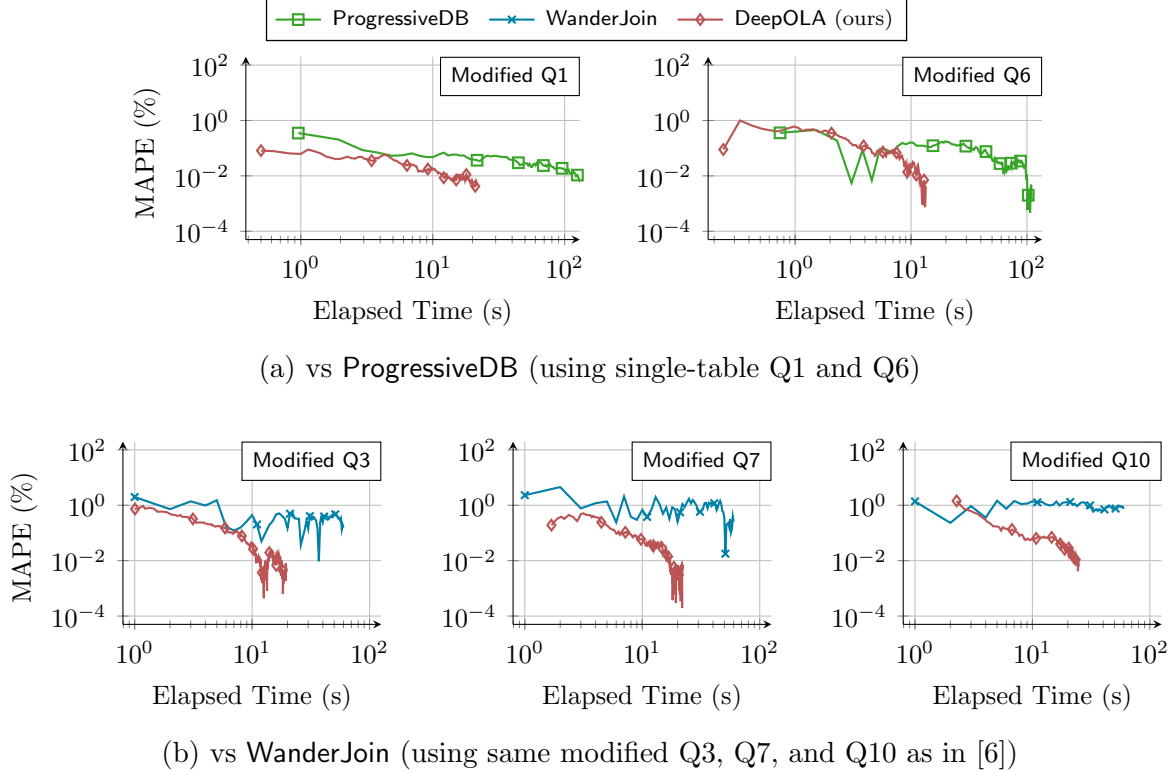 ProgressiveDB WanderJoin DeepOLA (ours)
Modified Q1
Modified Q6
MAPE (%)
10^2
10^0
10^−2
10^−4
10^0 10^1 10^2
Elapsed Time (s)
10^2
10^0
10^−2
10^−4
10^0 10^1 10^2
Elapsed Time (s)
(a) vs ProgressiveDB (using single-table Q1 and Q6)
Modified Q3
Modified Q7
Modified Q10
MAPE (%)
10^2
10^0
10^−2
10^−4
10^0 10^1 10^2
Elapsed Time (s)
10^2
10^0
10^−2
10^−4
10^0 10^1 10^2
Elapsed Time (s)
10^2
10^0
10^−2
10^−4
10^0 10^1 10^2
Elapsed Time (s)
(b) vs WanderJoin (using same modified Q3, Q7, and Q10 as in [6])